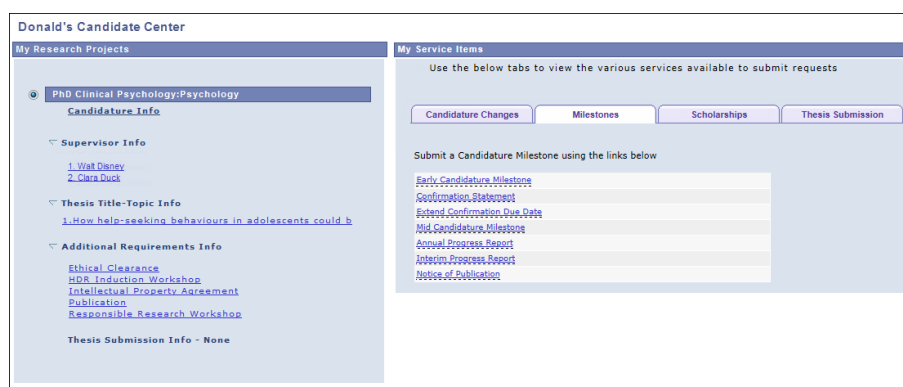 Donald's Candidate Center
My Research Projects
PhD Clinical Psychology:Psychology
Candidature Info
Supervisor Info
1. Walt Disney
2. Clara Duck
Thesis Title-Topic Info
1.How help-seeking behaviours in adolescents could b
Additional Requirements Info
Ethical Clearance
HDR Induction Workshop
Intellectual Property Agreement
Publication
Responsible Research Workshop
Thesis Submission Info - None
My Service Items
Use the below tabs to view the various services available to submit requests
Candidature Changes Milestones Scholarships Thesis Submission
Submit a Candidature Milestone using the links below
Early Candidature Milestone
Confirmation Statement
Extend Confirmation Due Date
Mid Candidature Milestone
Annual Progress Report
Interim Progress Report
Notice of Publication